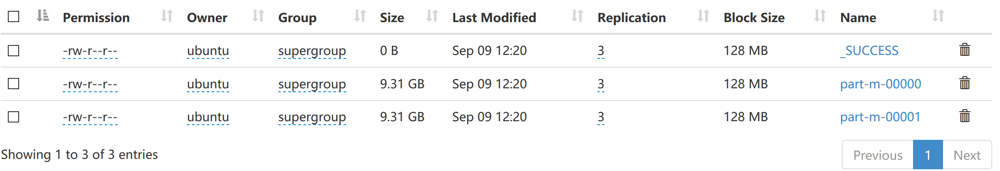 Permission Owner Group Size Last Modified Replication Block Size Name
-rw-r--r-- ubuntu supergroup 0 B Sep 09 12:20 3 128 MB _SUCCESS
-rw-r--r-- ubuntu supergroup 9.31 GB Sep 09 12:20 3 128 MB part-m-00000
-rw-r--r-- ubuntu supergroup 9.31 GB Sep 09 12:20 3 128 MB part-m-00001
Showing 1 to 3 of 3 entries Previous 1 Next